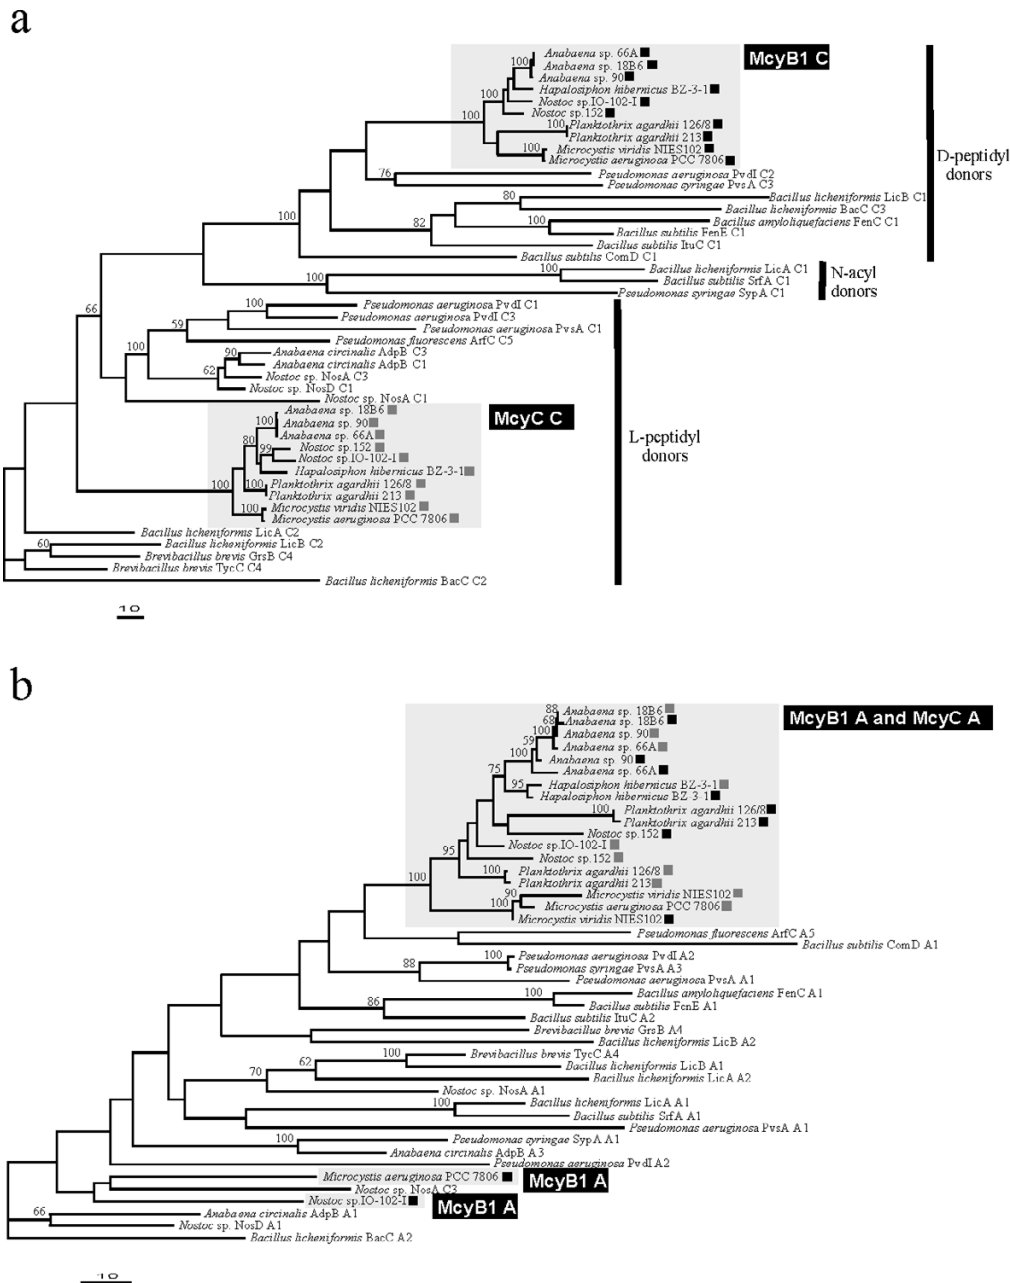 a
Anabaena sp. 66A
McyB1 C
Anabaena sp. 18B6
100
Anabaena sp. 90
Hapalosiphon hibernicus BZ-3-1
100
Nostoc sp.IO-102-I
Nostoc sp.152
100
100
Planktothrix agardhii 126/8
Planktothrix agardhii 213
Microcystis viridis NIES102
100
Microcystis aeruginosa PCC 7806
D-peptidyl
donors
76
Pseudomonas aeruginosa PvdI C2
Pseudomonas syringae PvsA C3
80
Bacillus licheniformis LicB C1
Bacillus licheniformis BacC C3
100
82
100
Bacillus amyloliquefaciens FenC C1
Bacillus subtilis FenE C1
Bacillus subtilis ItuC C1
Bacillus subtilis ComD C1
100
Bacillus licheniformis LicA C1
Bacillus subtilis SrfA C1
Pseudomonas syringae SypA C1
N-acyl
donors
66
100
Pseudomonas aeruginosa PvdI C1
Pseudomonas aeruginosa PvdI C3
59
Pseudomonas aeruginosa PvsA C1
Pseudomonas fluorescens ArfC C5
100
90
Anabaena circinalis AdpB C3
Anabaena circinalis AdpB C1
62
Nostoc sp. NosA C3
Nostoc sp. NosD C1
Nostoc sp. NosA C1
Anabaena sp. 18B6
McyC C
100
Anabaena sp. 90
Anabaena sp. 66A
80
Nostoc sp.152
99
Nostoc sp.IO-102-I
Hapalosiphon hibernicus BZ-3-1
L-peptidyl
donors
100
100
Planktothrix agardhii 126/8
Planktothrix agardhii 213
Microcystis viridis NIES102
100
Microcystis aeruginosa PCC 7806
Bacillus licheniformis LicA C2
60
Bacillus licheniformis LicB C2
Brevibacillus brevis GrsB C4
Brevibacillus brevis TycC C4
Bacillus licheniformis BacC C2
10
b
88
Anabaena sp. 18B6
68
Anabaena sp. 18B6
McyB1 A and McyC A
100
Anabaena sp. 90
59
Anabaena sp. 66A
100
Anabaena sp. 90
75
Anabaena sp. 66A
95
Hapalosiphon hibernicus BZ-3-1
Hapalosiphon hibernicus BZ-3-1
100
Planktothrix agardhii 126/8
Planktothrix agardhii 213
Nostoc sp.152
95
Nostoc sp.IO-102-I
Nostoc sp.152
100
Planktothrix agardhii 126/8
Planktothrix agardhii 213
100
90
Microcystis viridis NIES102
100
Microcystis aeruginosa PCC 7806
Microcystis viridis NIES102
Pseudomonas fluorescens ArfC A5
Bacillus subtilis ComD A1
100
Pseudomonas aeruginosa PvdI A2
88
Pseudomonas syringae PvsA A3
Pseudomonas aeruginosa PvsA A1
100
Bacillus amyloliquefaciens FenC A1
86
Bacillus subtilis FenE A1
Bacillus subtilis ItuC A2
Brevibacillus brevis GrsB A4
Bacillus licheniformis LicB A2
100
Brevibacillus brevis TycC A4
62
Bacillus licheniformis LicB A1
70
Bacillus licheniformis LicA A2
Nostoc sp. NosA A1
100
Bacillus licheniformis LicA A1
Bacillus subtilis SrfA A1
Pseudomonas aeruginosa PvsA A1
100
Pseudomonas syringae SypA A1
Anabaena circinalis AdpB A3
Pseudomonas aeruginosa PvdI A2
Microcystis aeruginosa PCC 7806
McyB1 A
Nostoc sp. NosA C3
Nostoc sp.IO-102-I
McyB1 A
66
Anabaena circinalis AdpB A1
Nostoc sp. NosD A1
Bacillus licheniformis BacC A2
10